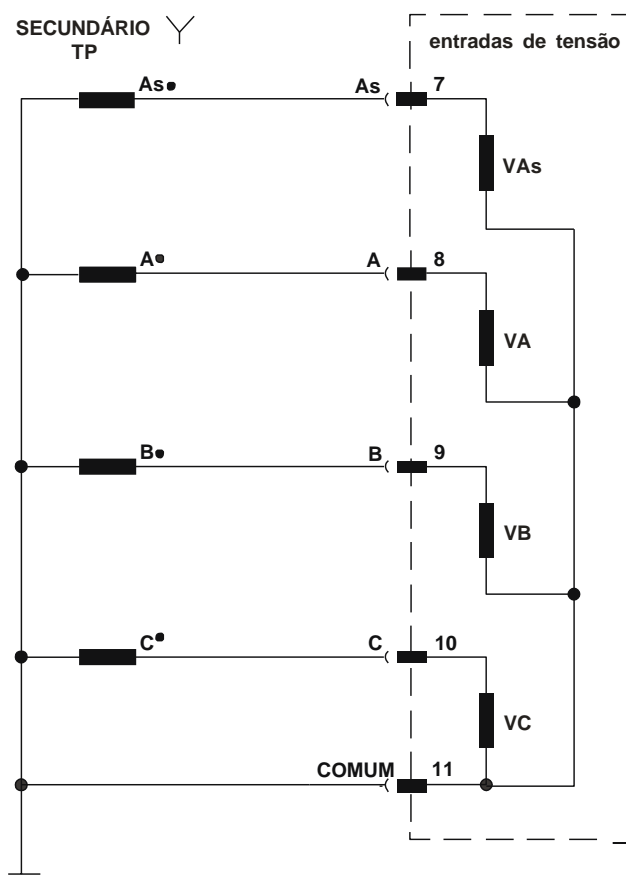 SECUNDÁRIO
TP
entradas de tensão
As As 7
VAs
A A 8
VA
B B 9
VB
C C 10
VC
COMUM 11